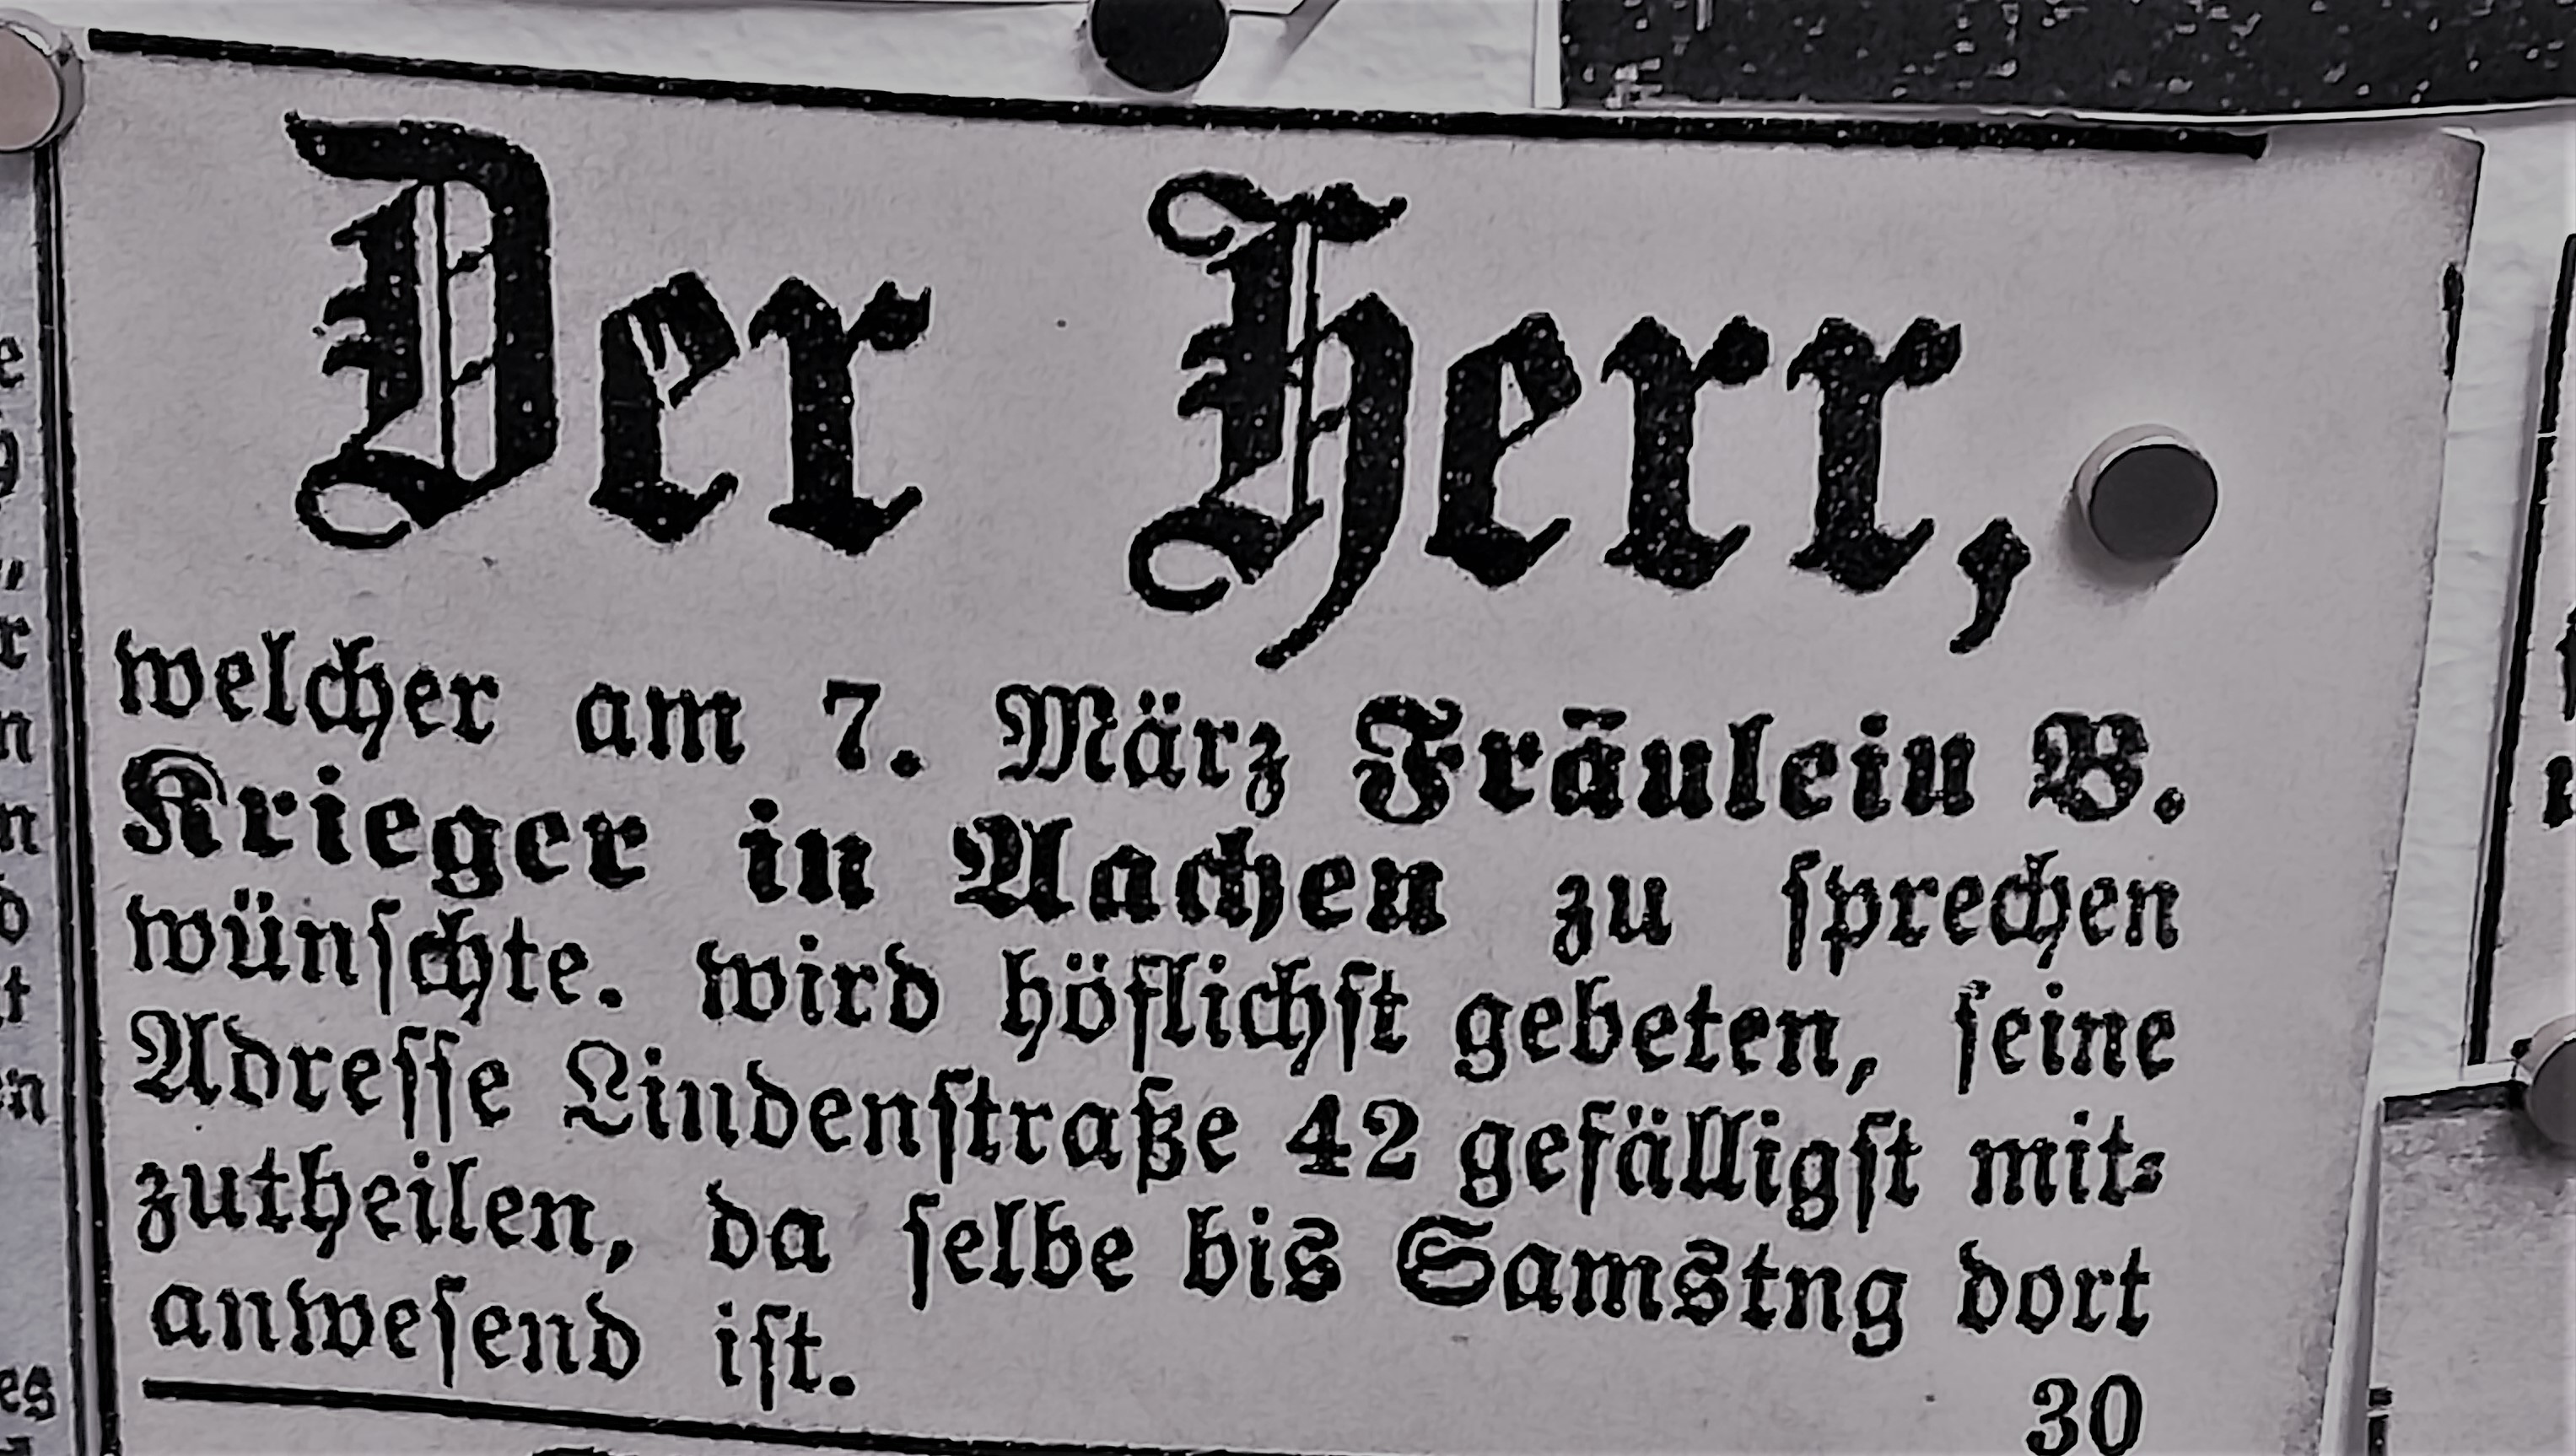 Der Herr,
welcher am 7. März Fräulein B.
Krieger in Aachen zu sprechen
wünschte. wird höflichst gebeten, seine
Adresse Lindenstraße 42 gefälligst mit-
zutheilen, da selbe bis Samstng dort
anwesend ist.
30